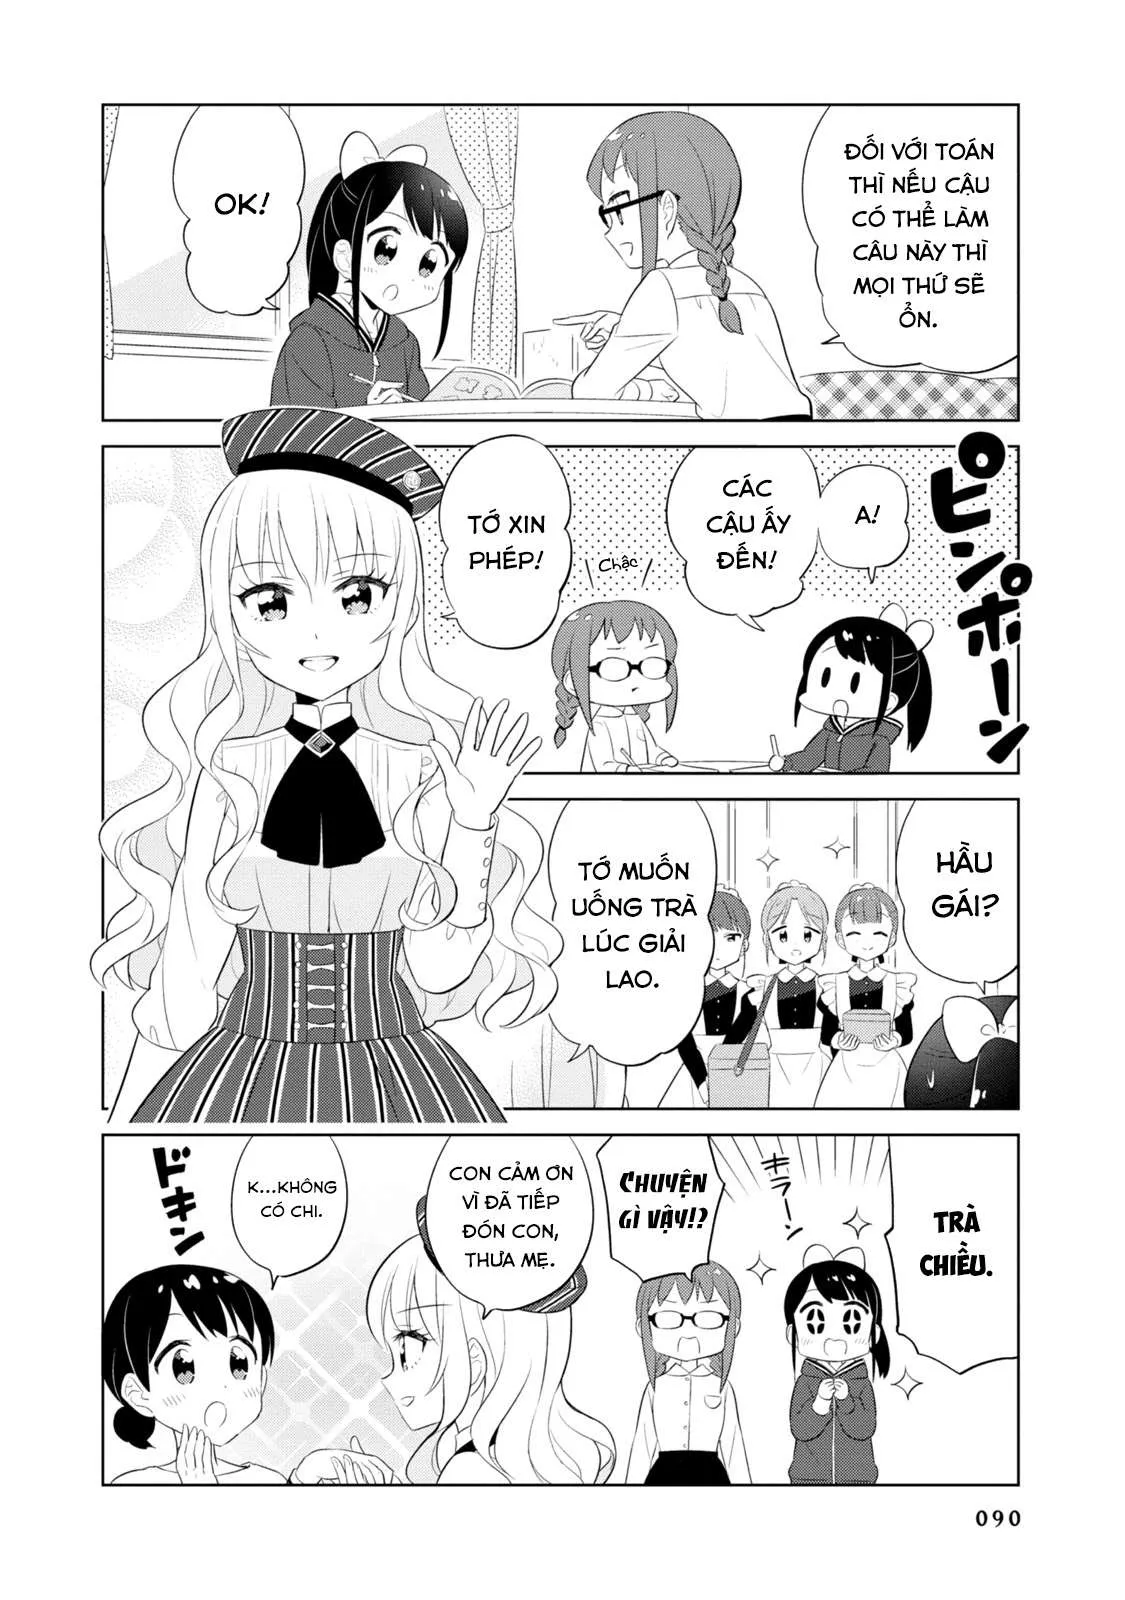 ĐỐI VỚI TOÁN
THÌ NẾU CẬU
CÓ THỂ LÀM
CÂU NÀY THÌ
MỌI THỨ SẼ
ỔN.
OK!
ピンポーン
A!
CÁC
CẬU ẤY
ĐẾN!
Chậc
TỚ XIN
PHÉP!
HẦU
GÁI?
TỚ MUỐN
UỐNG TRÀ
LÚC GIẢI
LAO.
TRÀ
CHIỀU.
キラーン
CHUYỆN
GÌ VẬY!?
CON CẢM ƠN
VÌ ĐÃ TIẾP
ĐÓN CON,
THƯA MẸ.
K...KHÔNG
CÓ CHI.
ドキン
090